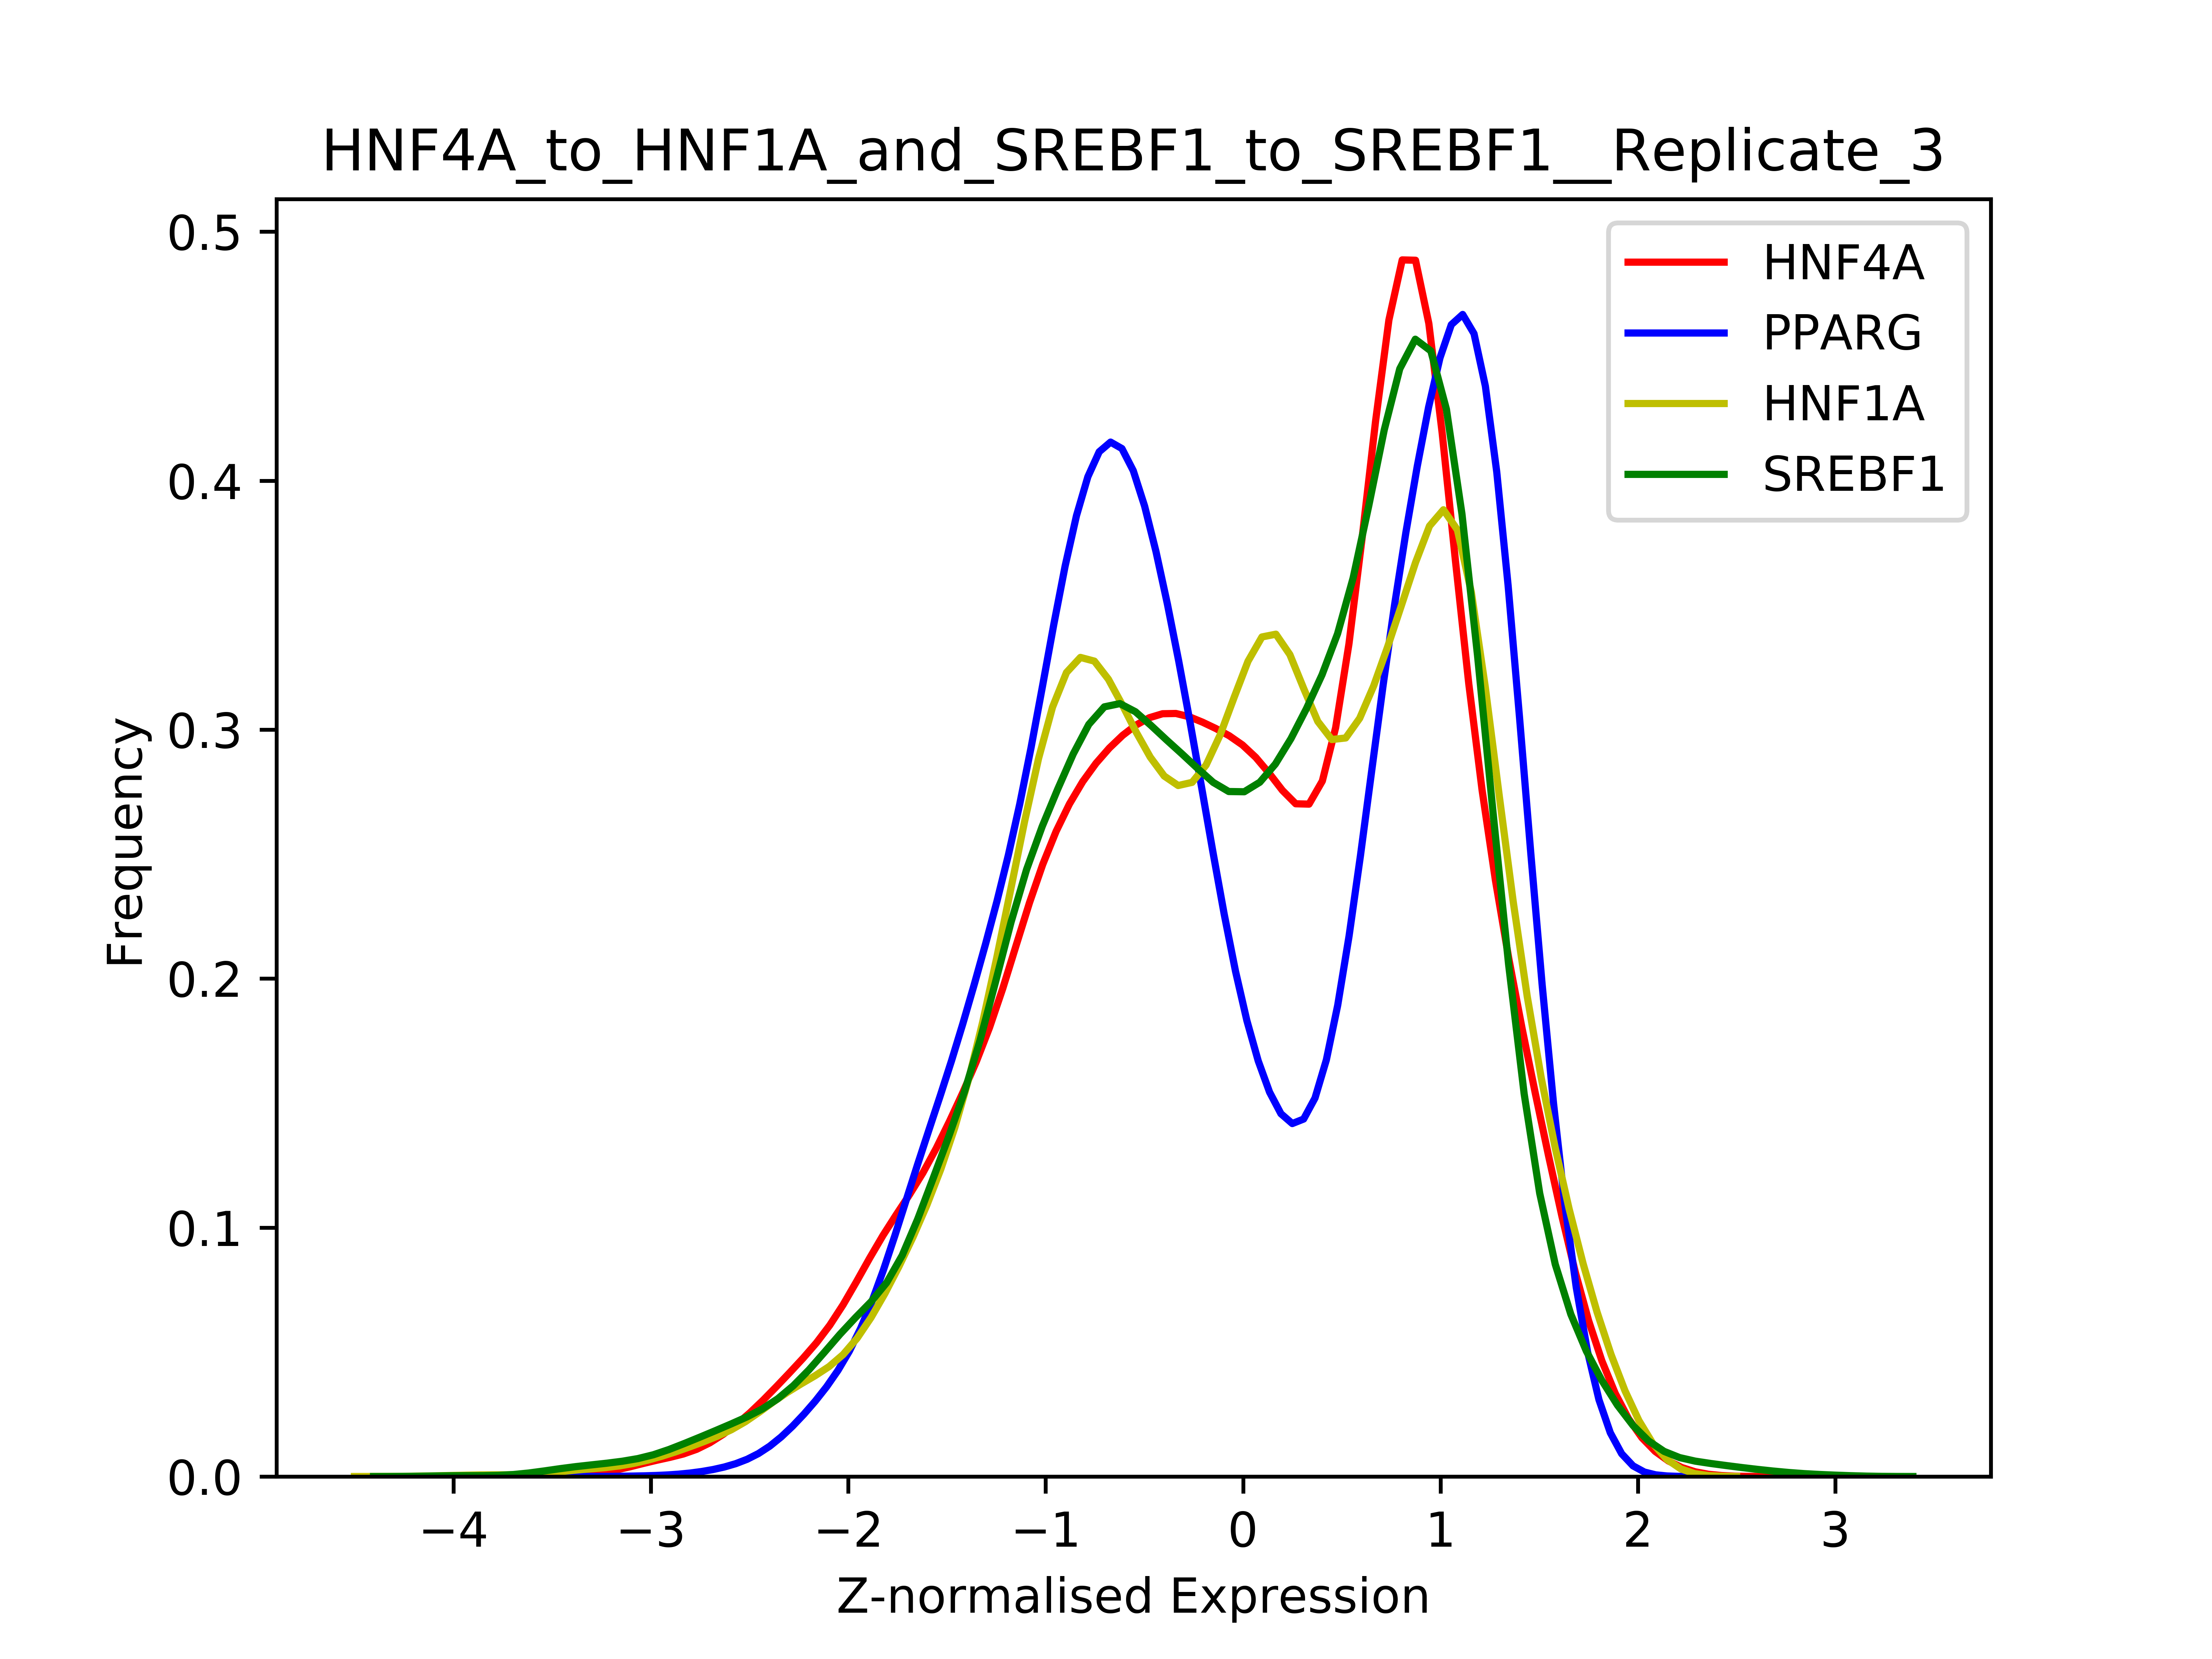 HNF4A_to_HNF1A_and_SREBF1_to_SREBF1__Replicate_3
0.5
0.4
0.3
0.2
0.1
0.0
Frequency
HNF4A
PPARG
HNF1A
SREBF1
−4 −3 −2 −1 0 1 2 3
Z-normalised Expression